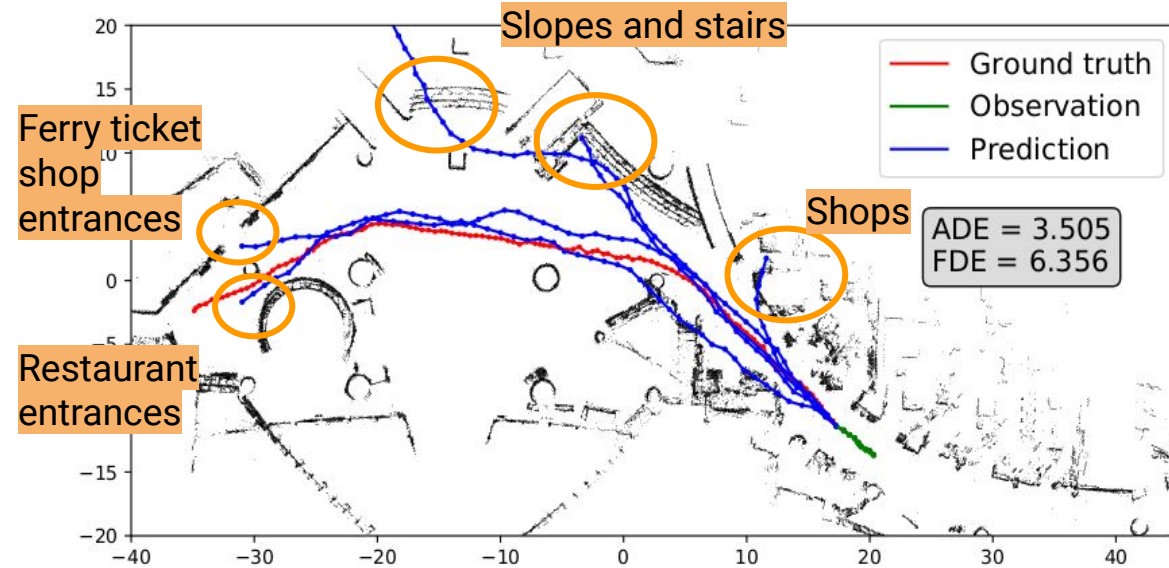 Slopes and stairs
Ground truth
Observation
Prediction
Ferry ticket
shop
entrances
Shops
ADE = 3.505
FDE = 6.356
Restaurant
entrances
20
15
10
5
0
−5
−15
−20
−40
−30
−20
−10
0
10
20
30
40